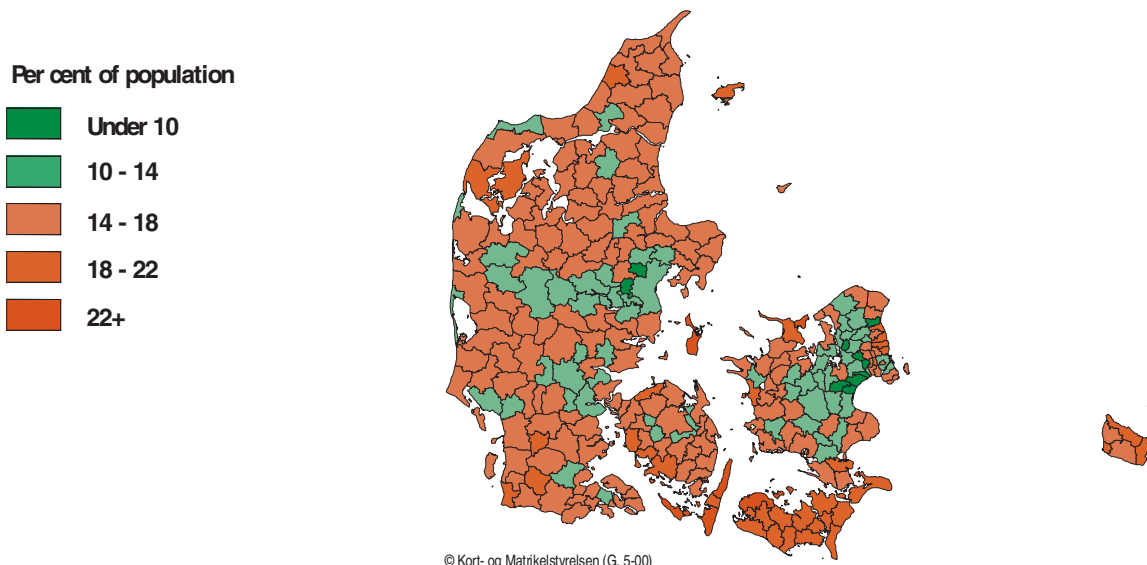 Per cent of population
Under 10
10 - 14
14 - 18
18 - 22
22+
© Kort- og Matrikelstyrelsen (G. 5-00)